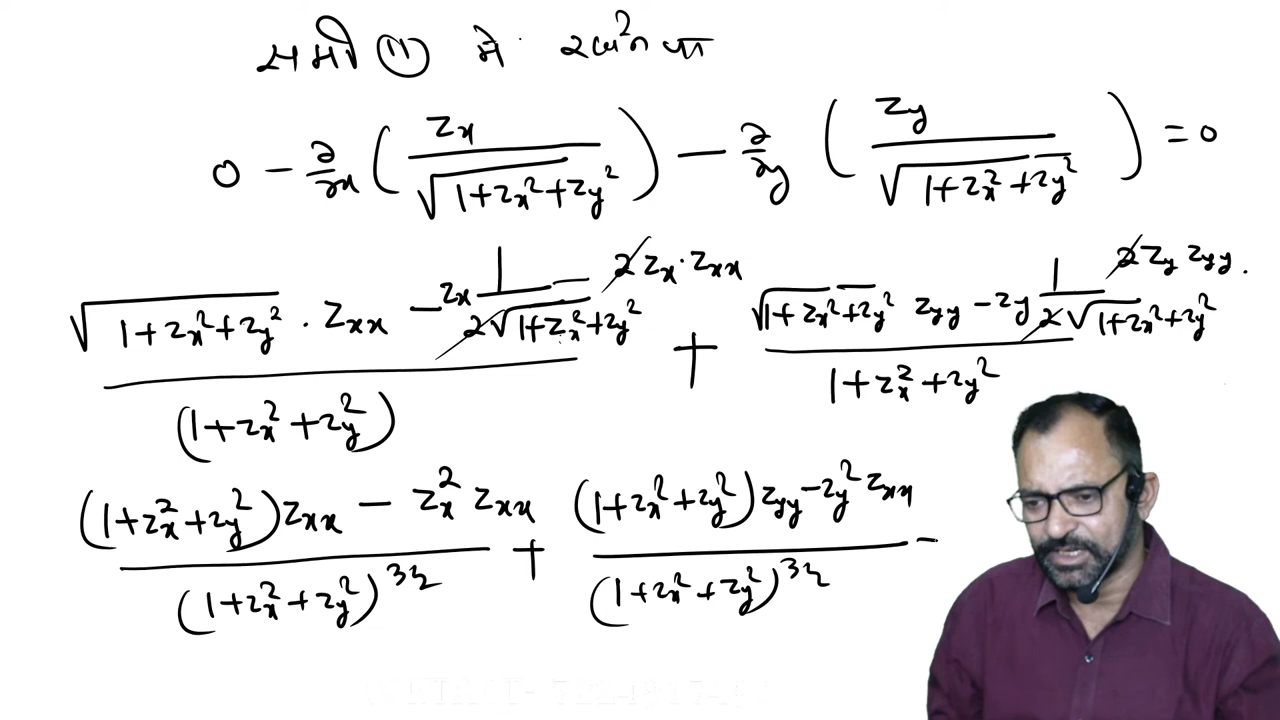 समी (11) में रखने पर
0 - ∂/∂x ( Zx / √(1+Zx²+Zy²) ) - ∂/∂y ( Zy / √(1+Zx²+Zy²) ) = 0
(√(1+Zx²+Zy²) · Zxx - Zx 1/(2√(1+Zx²+Zy²)) 2Zx·Zxx) / (1+Zx²+Zy²) + (√(1+Zx²+Zy²) Zyy - Zy 1/(2√(1+Zx²+Zy²)) 2Zy Zyy.) / (1+Zx²+Zy²)
((1+Zx²+Zy²)Zxx - Zx² Zxx) / (1+Zx²+Zy²)^3/2 + ((1+Zx²+Zy²)Zyy - Zy² Zxx) / (1+Zx²+Zy²)^3/2 -